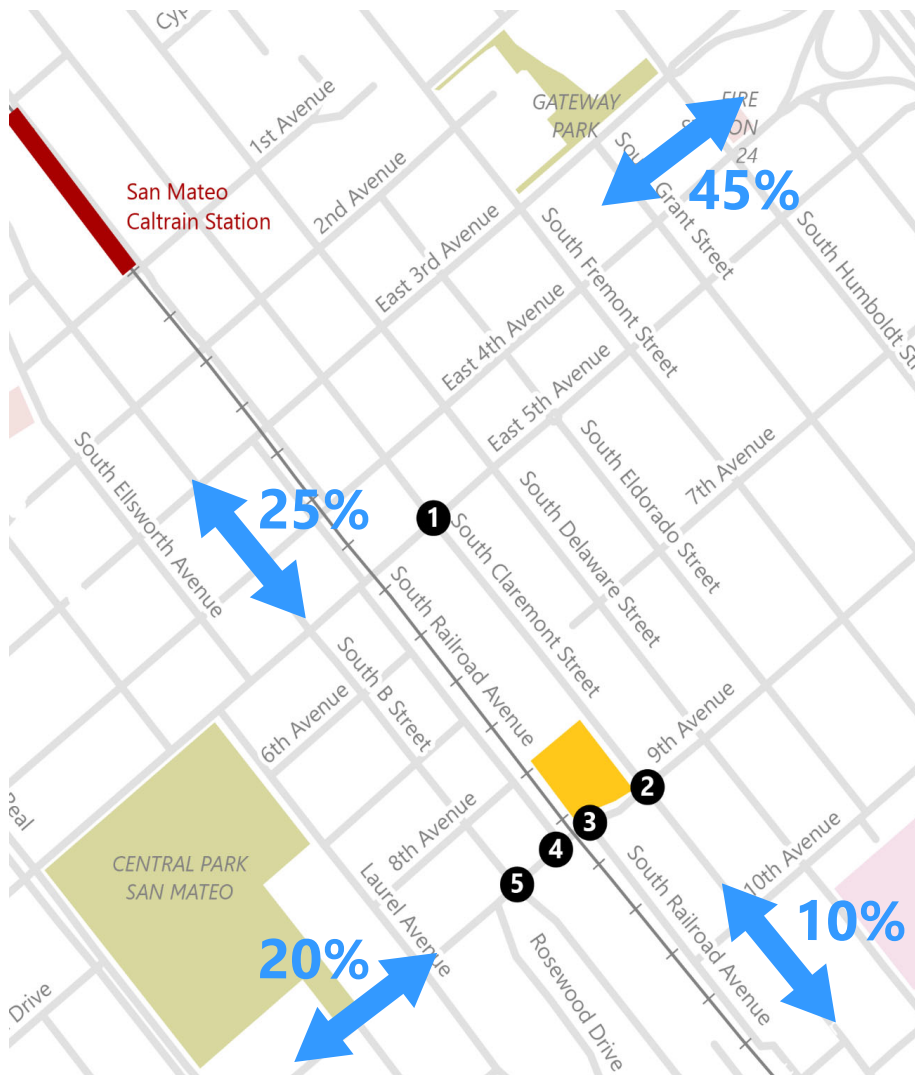 Cyp
1st Avenue
GATEWAY
PARK
FIRE
STATION
24
45%
San Mateo
Caltrain Station
2nd Avenue
South Grant Street
East 3rd Avenue
South Fremont Street
South Humboldt St
East 4th Avenue
East 5th Avenue
7th Avenue
South Ellsworth Avenue
25%
1
South Eldorado Street
South Delaware Street
South Claremont Street
South Railroad Avenue
South B Street
6th Avenue
9th Avenue
2
3
4
5
8th Avenue
Real
CENTRAL PARK
SAN MATEO
Laurel Avenue
10th Avenue
South Railroad Avenue
10%
20%
Rosewood Drive
Drive